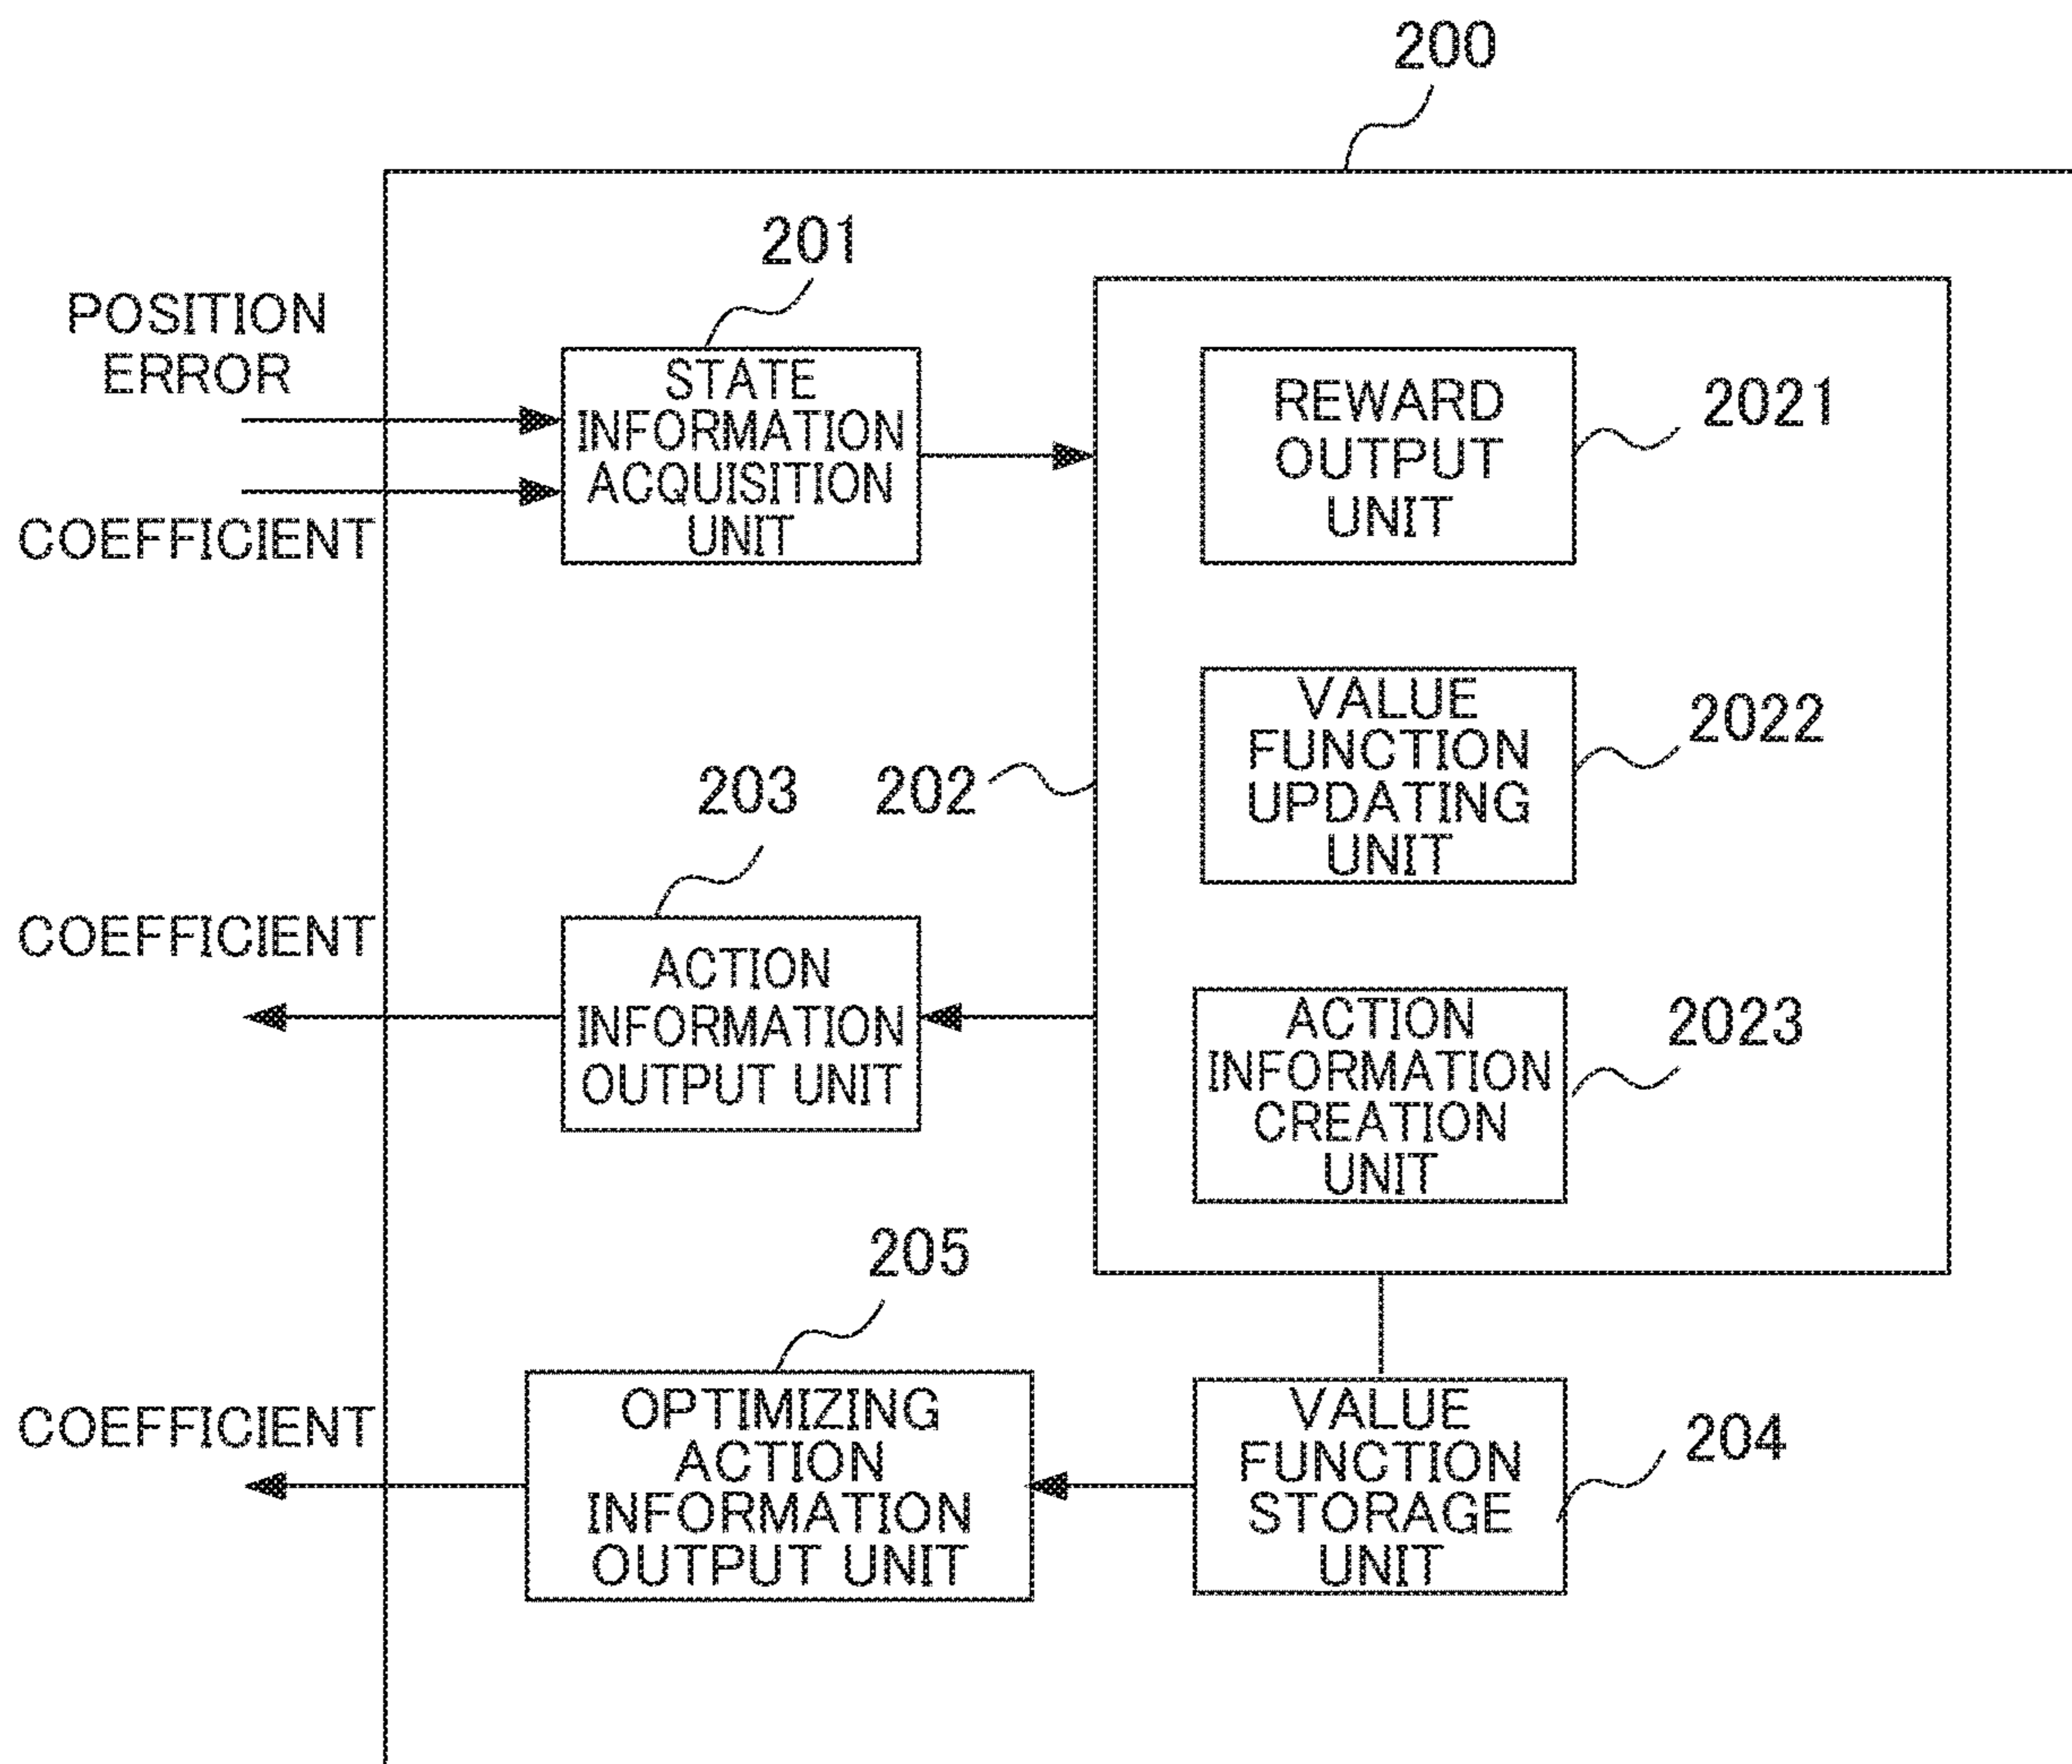 200
201
POSITION
ERROR
COEFFICIENT
STATE
INFORMATION
ACQUISITION
UNIT
REWARD
OUTPUT
UNIT
2021
VALUE
FUNCTION
UPDATING
UNIT
2022
202
203
COEFFICIENT
ACTION
INFORMATION
OUTPUT UNIT
ACTION
INFORMATION
CREATION
UNIT
2023
205
COEFFICIENT
OPTIMIZING
ACTION
INFORMATION
OUTPUT UNIT
VALUE
FUNCTION
STORAGE
UNIT
204